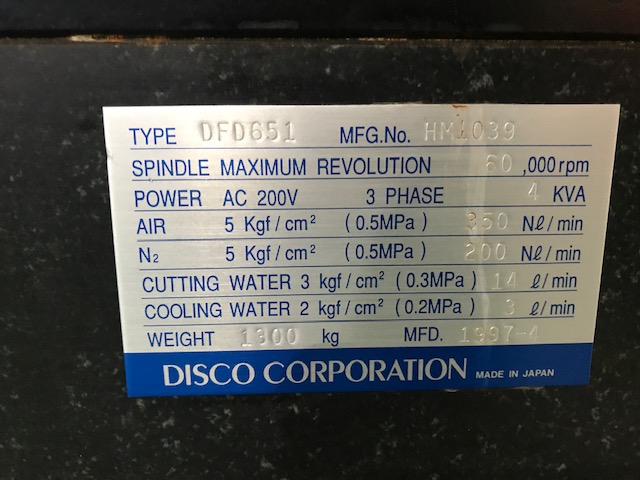 TYPE DFD651 MFG.No. HM1039
SPINDLE MAXIMUM REVOLUTION 60 ,000rpm
POWER AC 200V 3 PHASE 4 KVA
AIR 5 Kgf/cm² (0.5MPa) 350 Nℓ/min
N₂ 5 Kgf/cm² (0.5MPa) 200 Nℓ/min
CUTTING WATER 3 kgf/cm² (0.3MPa) 14 ℓ/min
COOLING WATER 2 kgf/cm² (0.2MPa) 3 ℓ/min
WEIGHT 1300 kg MFD. 1997-4
DISCO CORPORATION MADE IN JAPAN